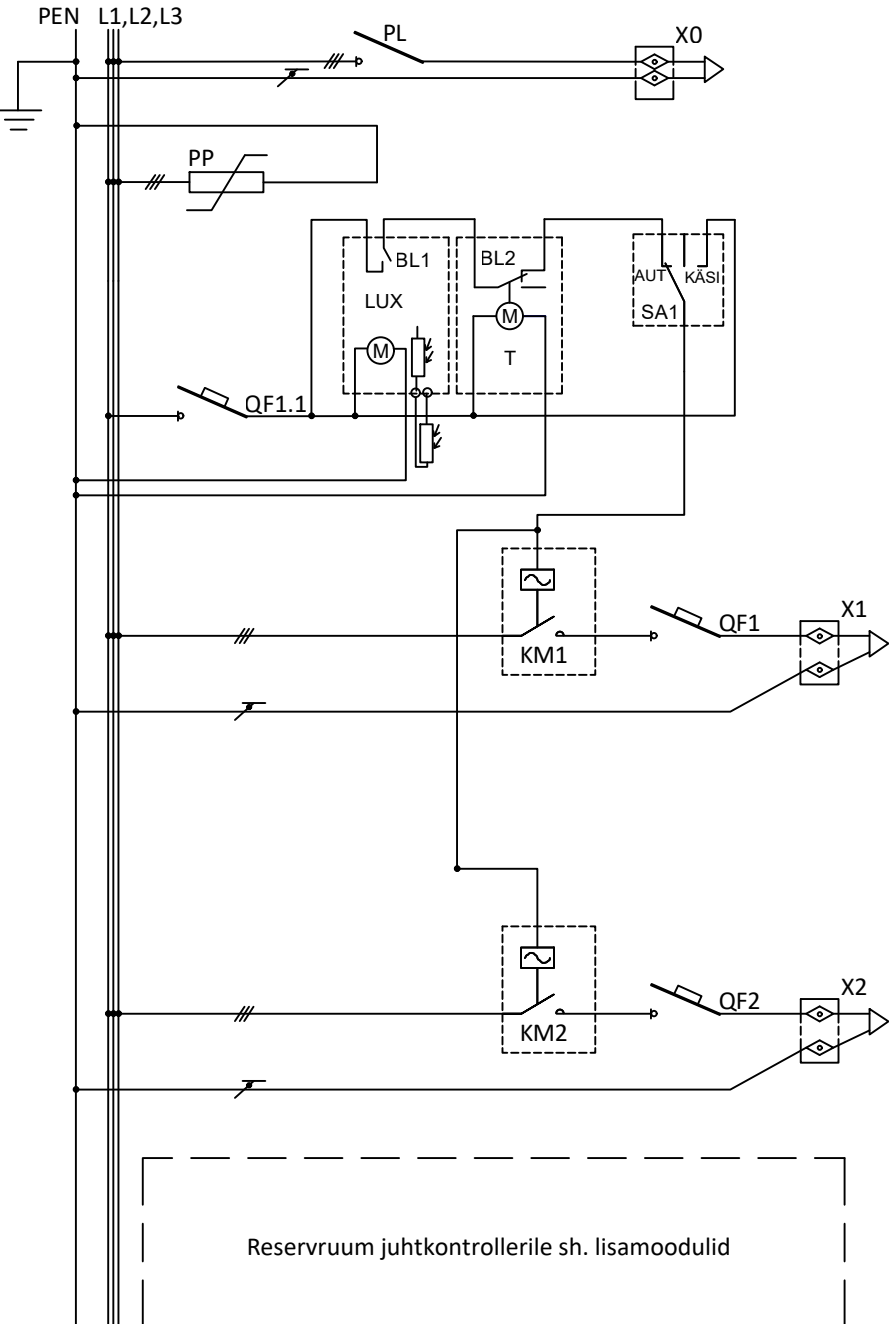 PEN L1,L2,L3
PL
X0
PP
BL1
BL2
LUX
M
M
T
AUT KÄSI
SA1
QF1.1
KM1
QF1
X1
KM2
QF2
X2
Reservruum juhtkontrollerile sh. lisamoodulid